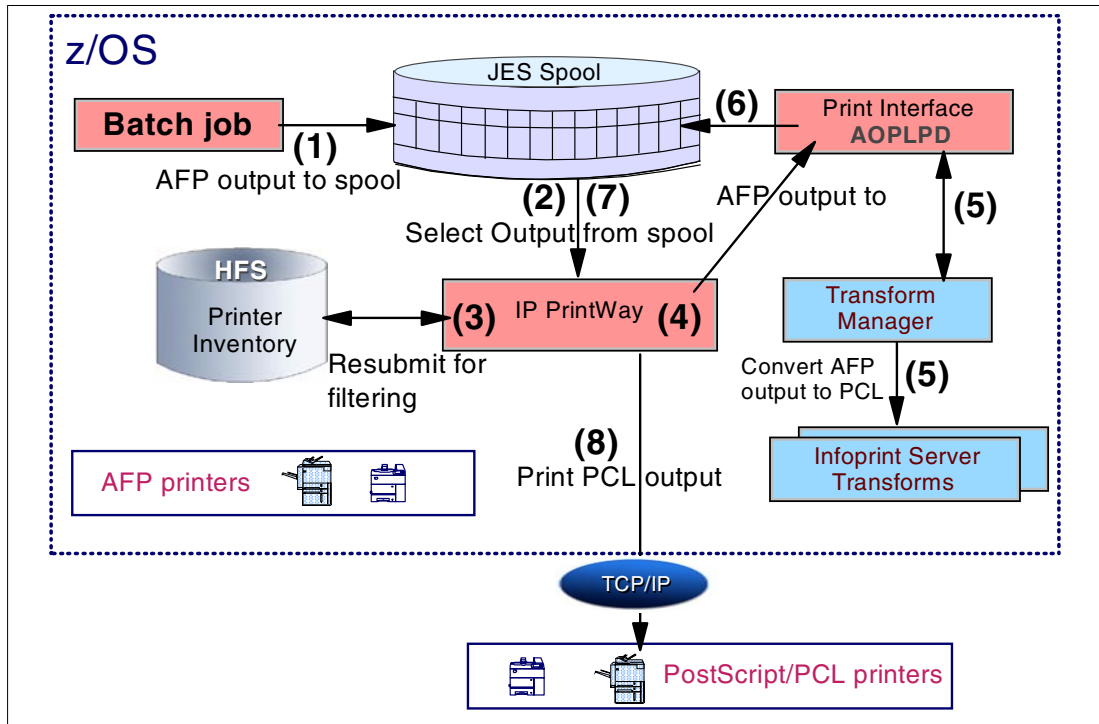 z/OS
JES Spool
Batch job
(1)
AFP output to spool
(6)
Print Interface
AOPLPD
(2) (7)
Select Output from spool
AFP output to
(5)
HFS
Printer
Inventory
(3)
IP PrintWay
(4)
Resubmit for
filtering
Transform
Manager
Convert AFP
output to PCL
(5)
(8)
Print PCL output
Infoprint Server
Transforms
AFP printers
TCP/IP
PostScript/PCL printers